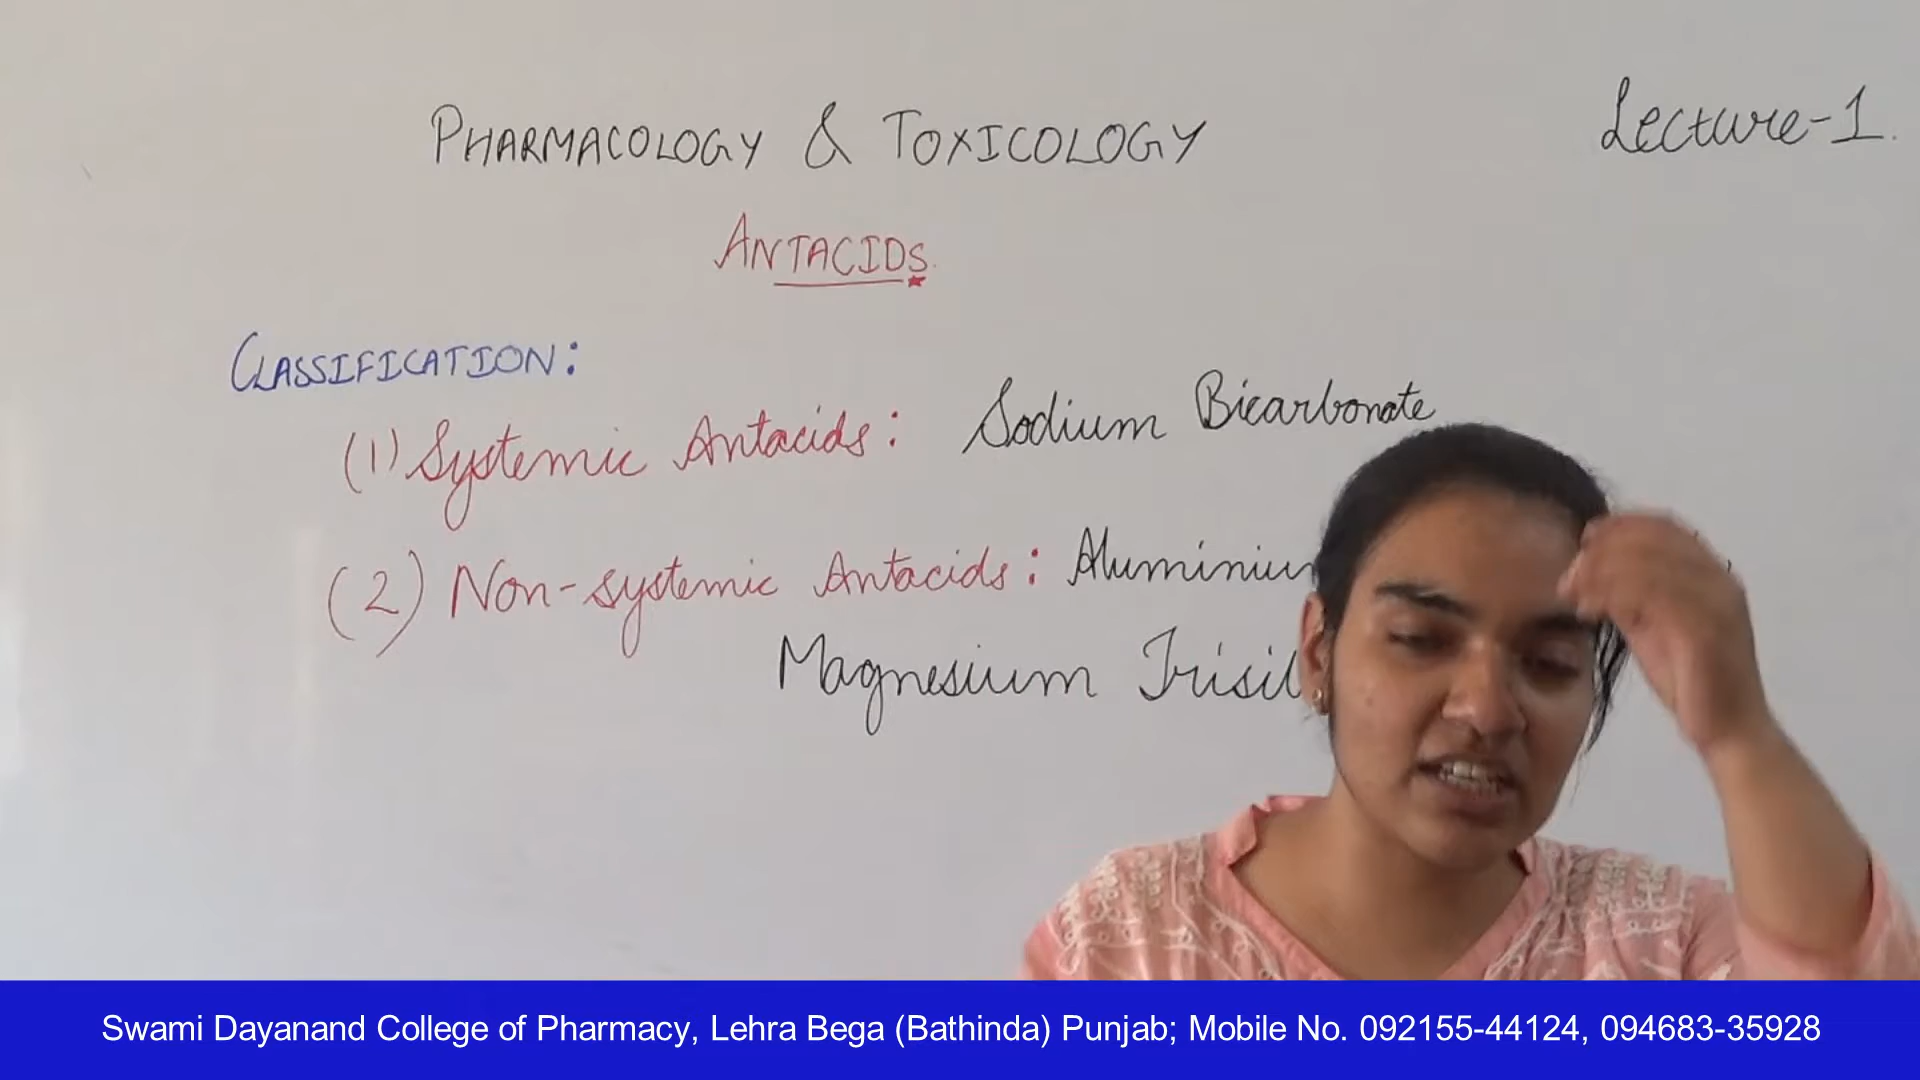 PHARMACOLOGY & TOXICOLOGY
Lecture-1.
ANTACIDS
CLASSIFICATION:
(1) Systemic Antacids: Sodium Bicarbonate
(2) Non-systemic Antacids: Aluminium
Magnesium
Swami Dayanand College of Pharmacy, Lehra Bega (Bathinda) Punjab; Mobile No. 092155-44124, 094683-35928